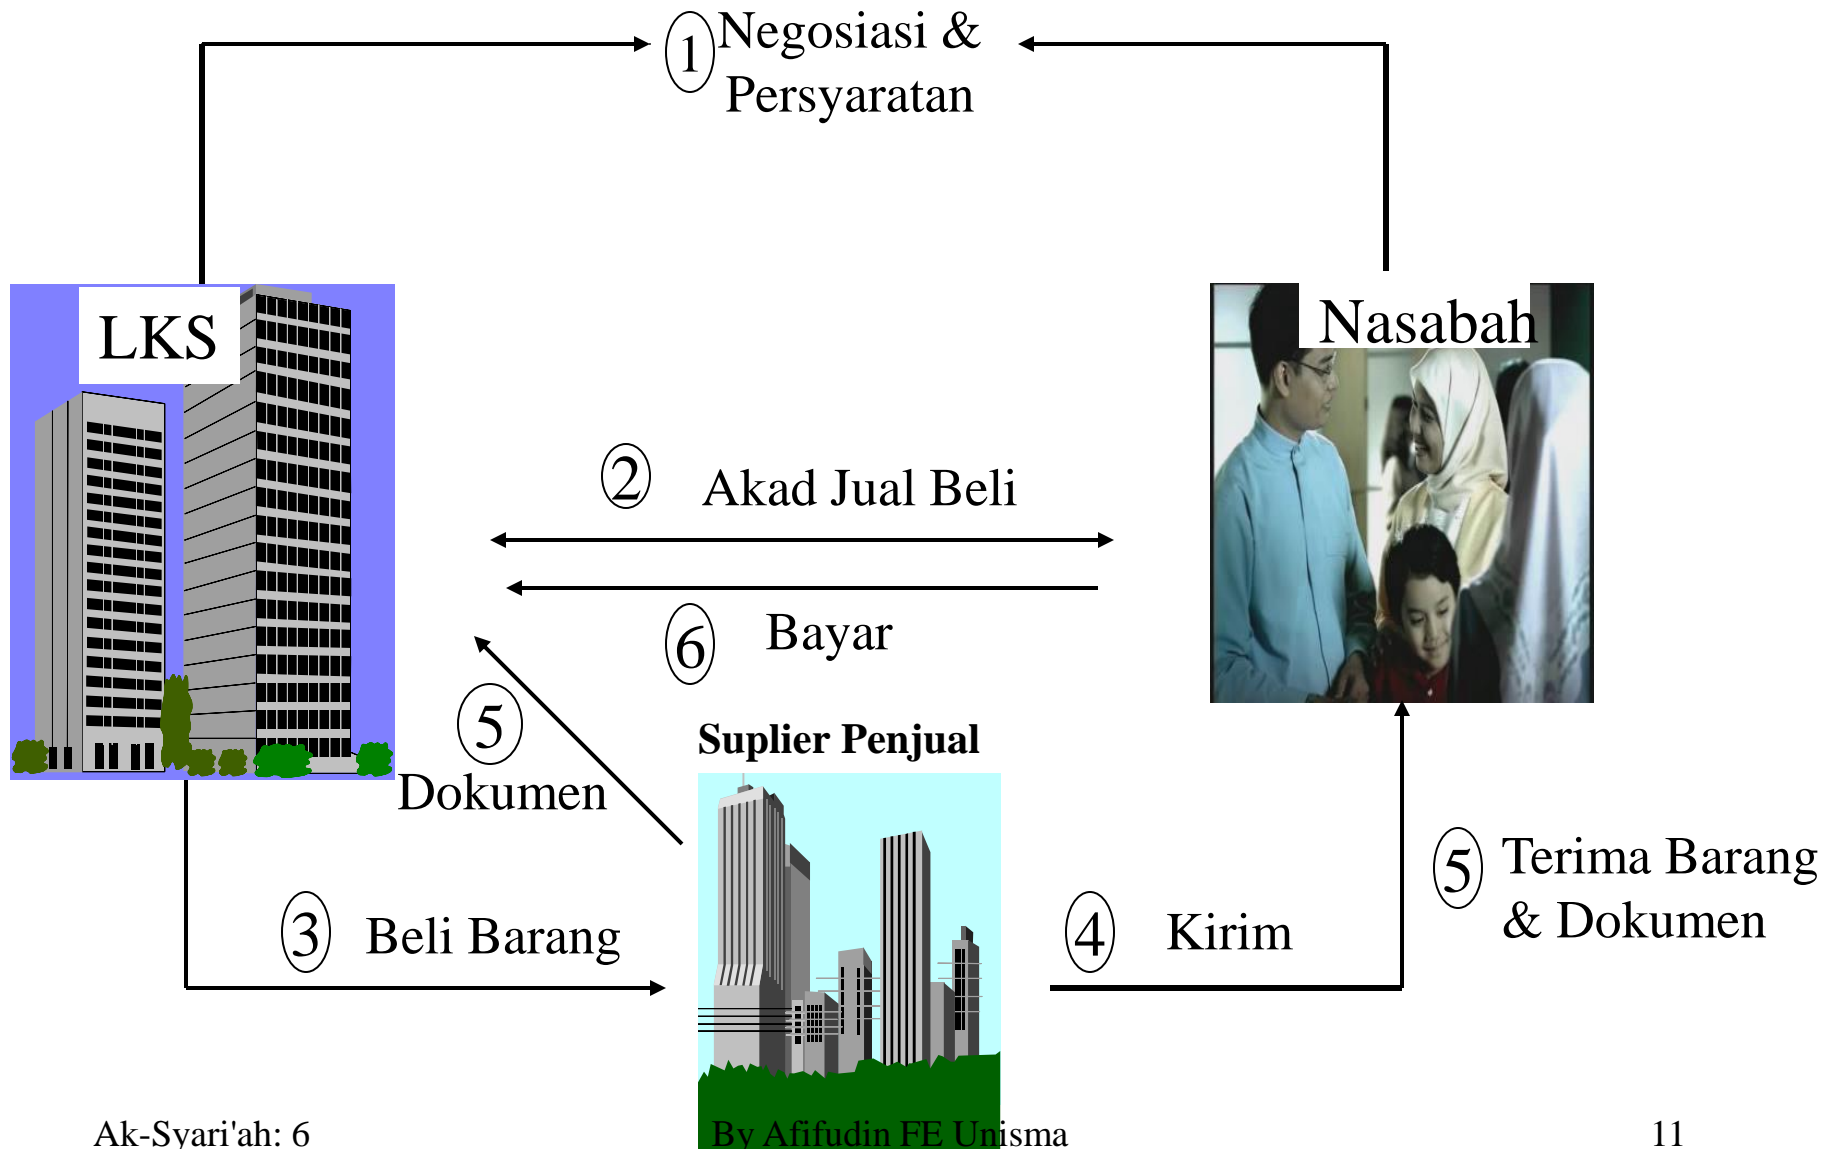 1 Negosiasi &
Persyaratan
LKS
Nasabah
2 Akad Jual Beli
6 Bayar
5
Dokumen
Suplier Penjual
3 Beli Barang
4 Kirim
5 Terima Barang
& Dokumen
Ak-Syari'ah: 6
By Afifudin FE Unisma
11